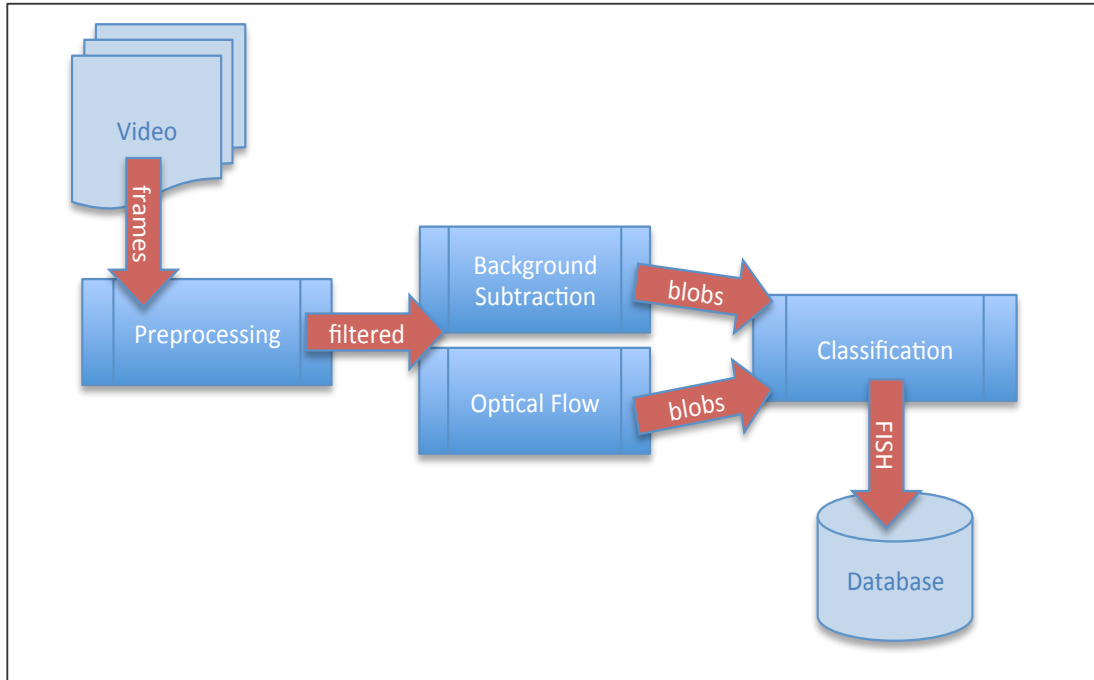 Video
frames
Preprocessing
filtered
Background
Subtraction
Optical Flow
blobs
blobs
Classification
FISH
Database